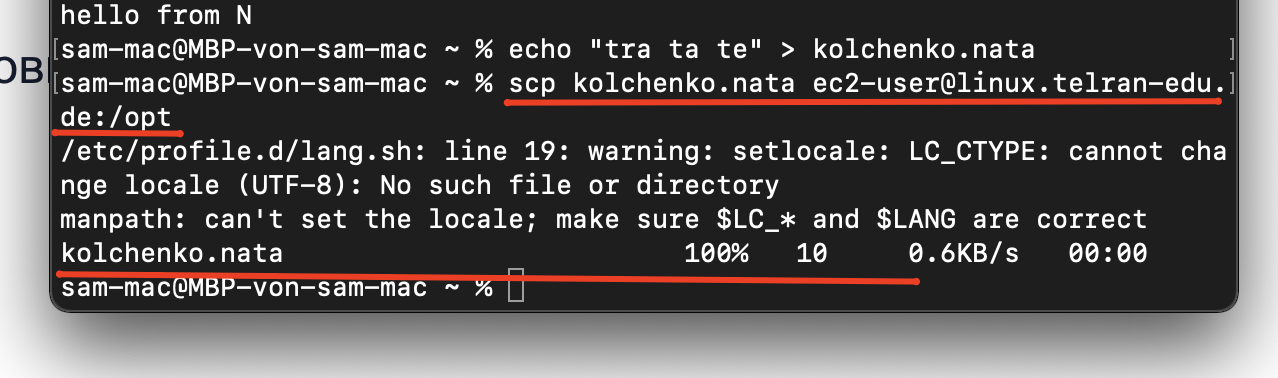 hello from N
[sam-mac@MBP-von-sam-mac ~ % echo "tra ta te" > kolchenko.nata ]
ОВ
[sam-mac@MBP-von-sam-mac ~ % scp kolchenko.nata ec2-user@linux.telran-edu.]
de:/opt
/etc/profile.d/lang.sh: line 19: warning: setlocale: LC_CTYPE: cannot cha
nge locale (UTF-8): No such file or directory
manpath: can't set the locale; make sure $LC_* and $LANG are correct
kolchenko.nata 100% 10 0.6KB/s 00:00
sam-mac@MBP-von-sam-mac ~ %